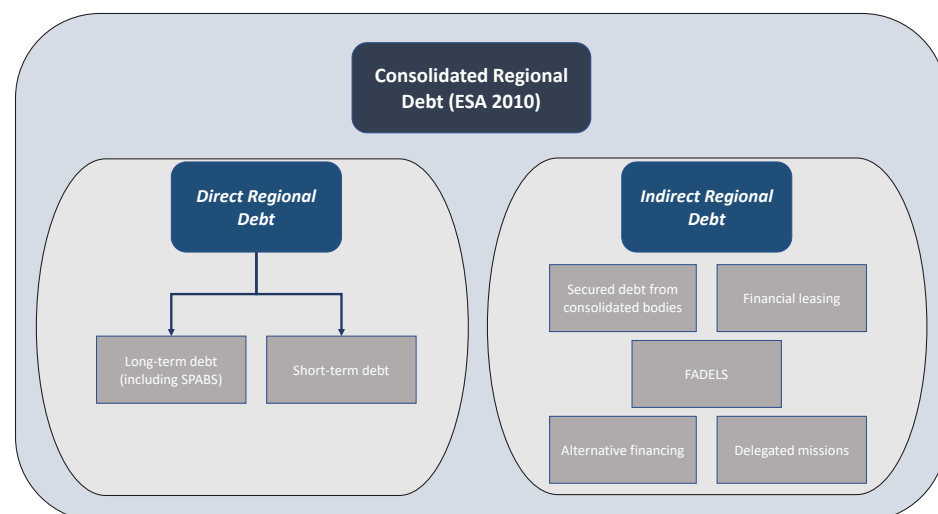 Consolidated Regional
Debt (ESA 2010)
Direct Regional
Debt
Long-term debt
(including SPABS)
Short-term debt
Indirect Regional
Debt
Secured debt from
consolidated bodies
Financial leasing
FADELS
Alternative financing
Delegated missions